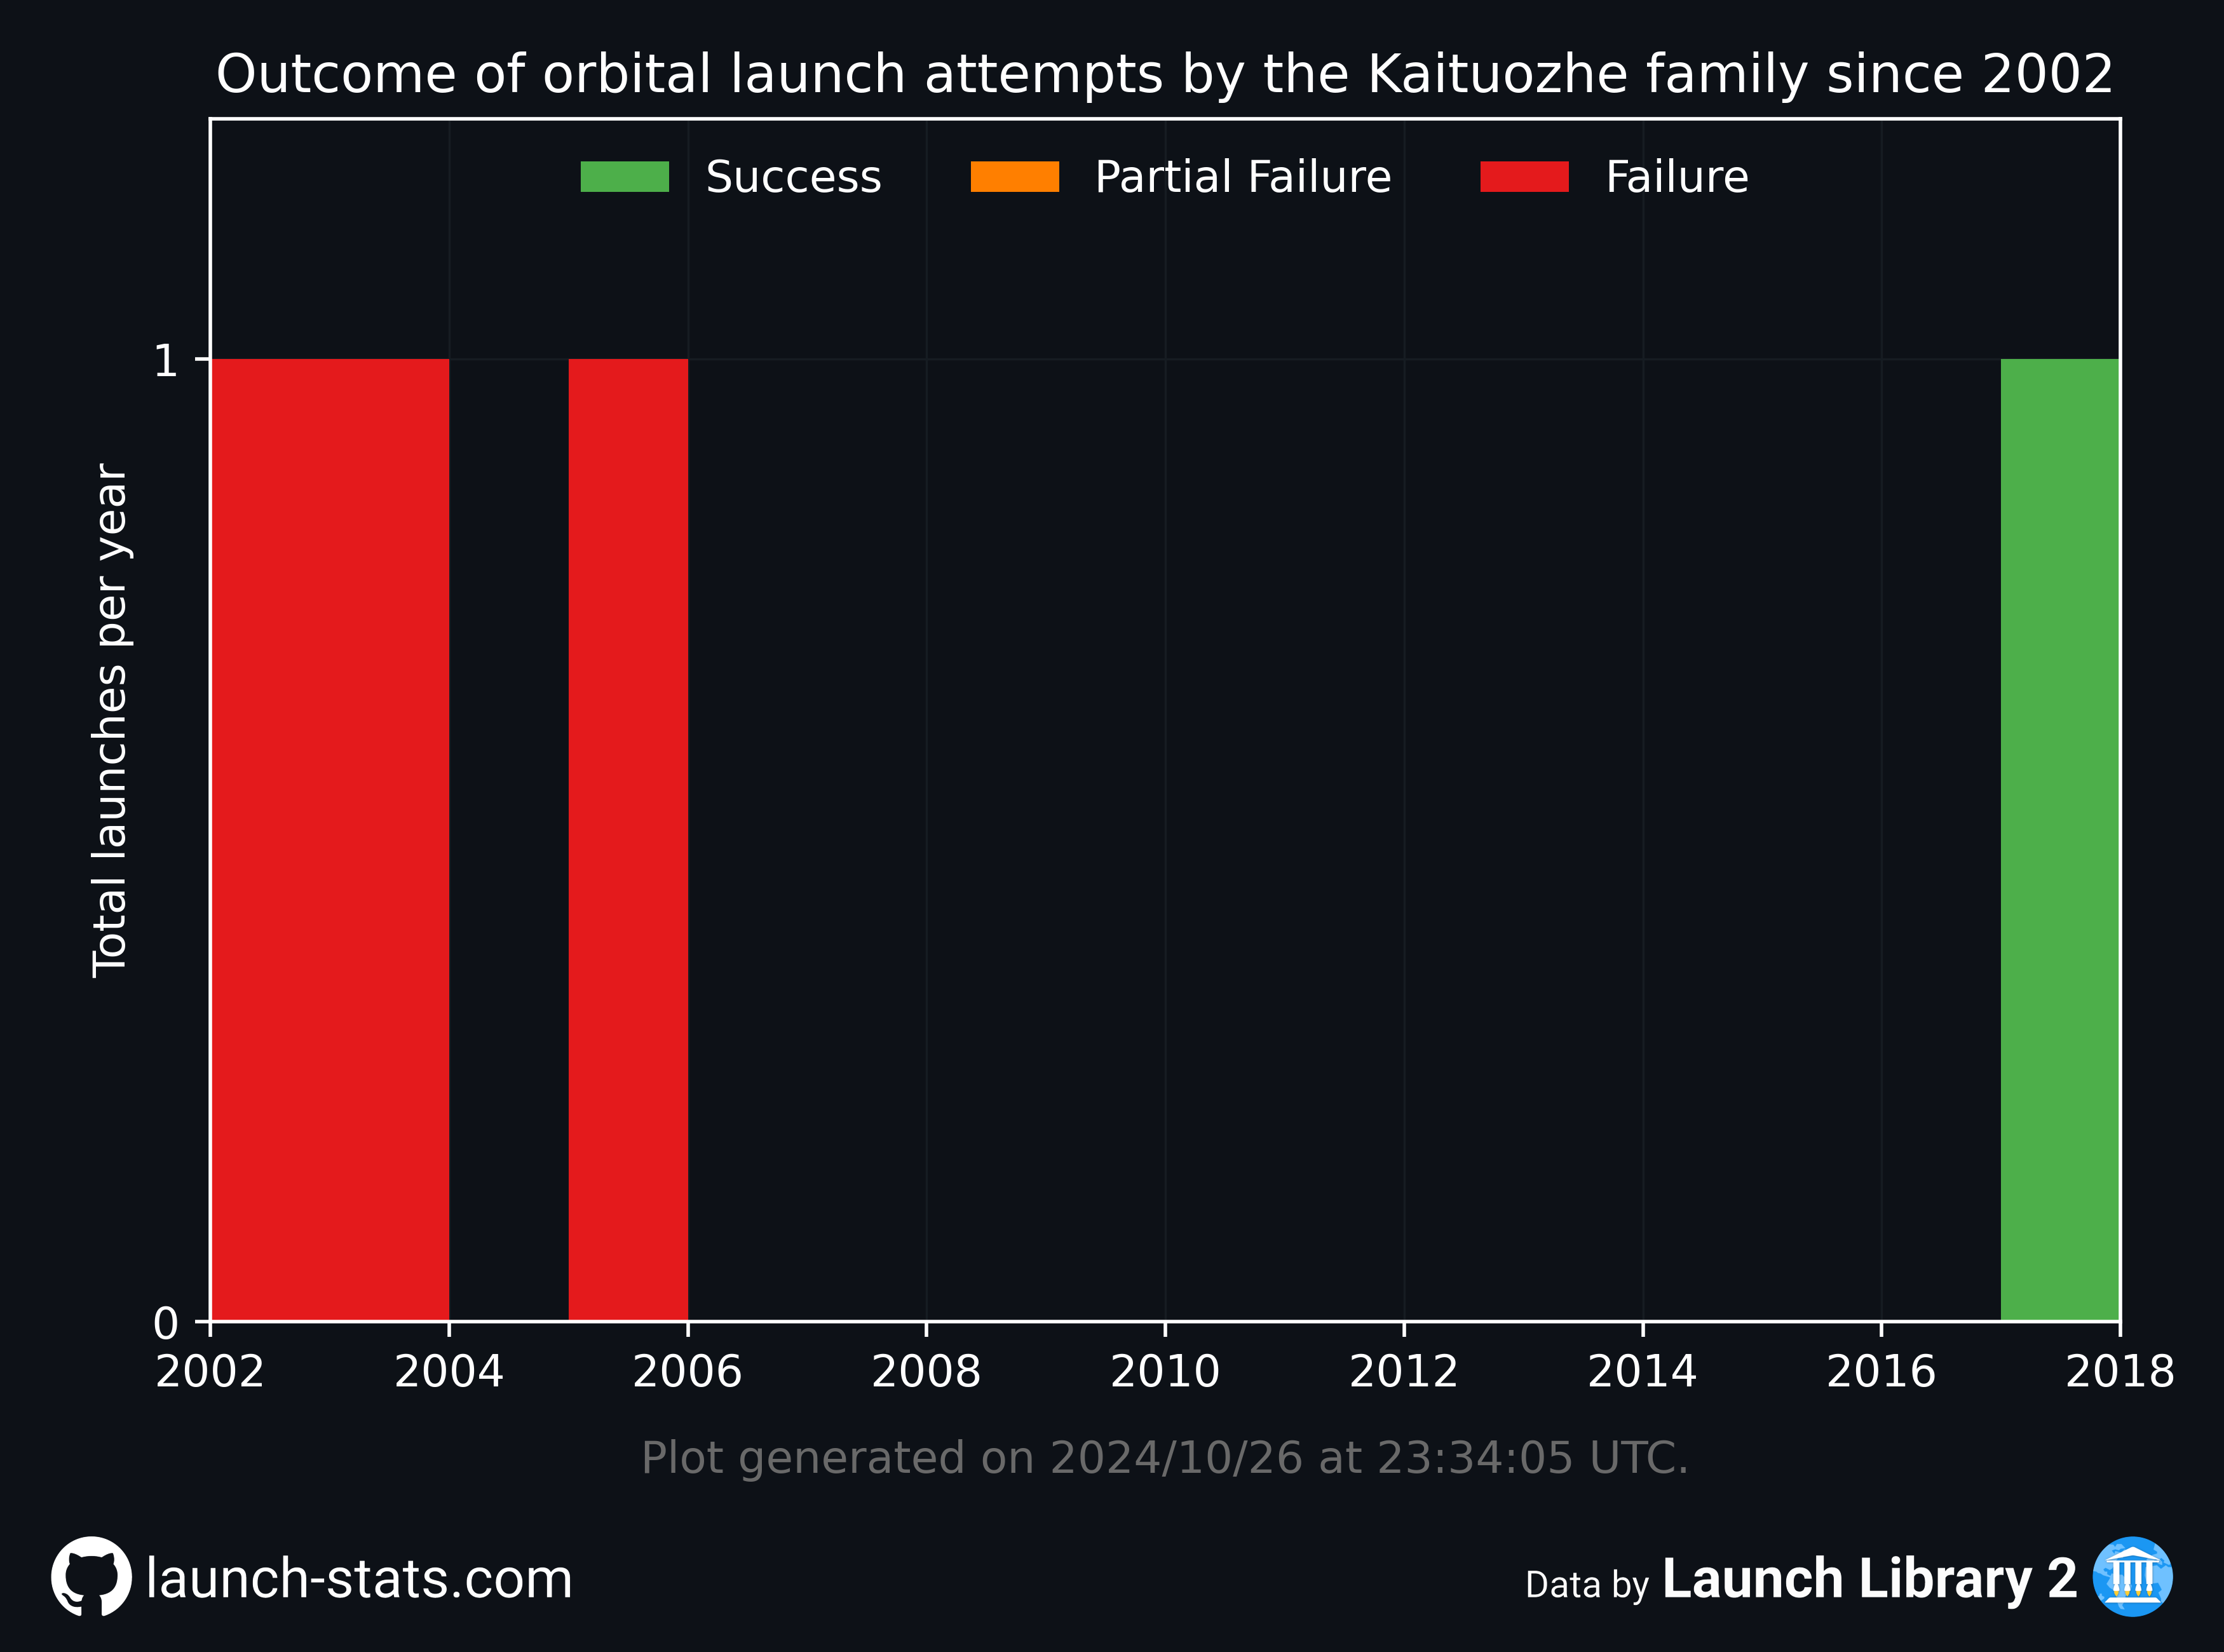 Outcome of orbital launch attempts by the Kaituozhe family since 2002
Success Partial Failure Failure
Total launches per year
1
0
2002 2004 2006 2008 2010 2012 2014 2016 2018
Plot generated on 2024/10/26 at 23:34:05 UTC.
launch-stats.com
Data by Launch Library 2